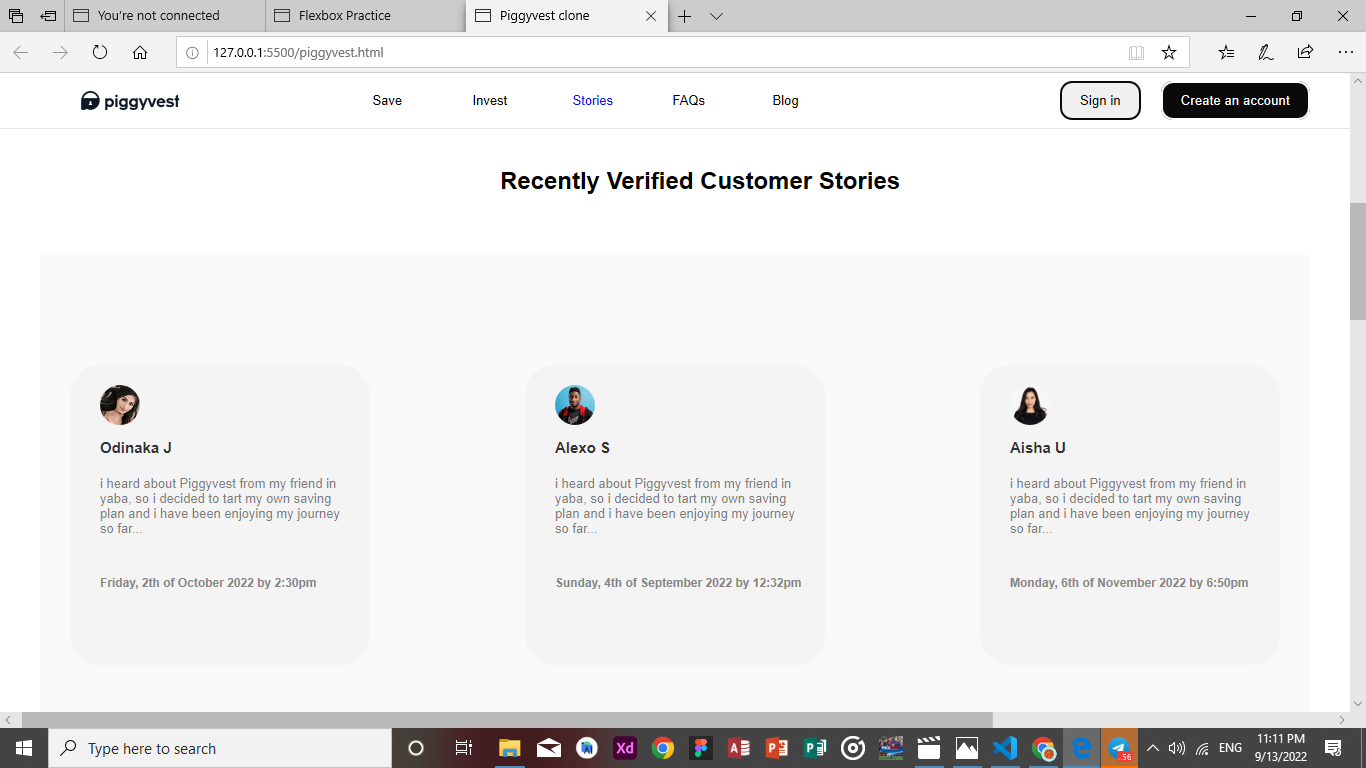 You're not connected
Flexbox Practice
Piggyvest clone
127.0.0.1:5500/piggyvest.html
piggyvest
Save
Invest
Stories
FAQs
Blog
Sign in
Create an account
Recently Verified Customer Stories
Odinaka J
i heard about Piggyvest from my friend in
yaba, so i decided to tart my own saving
plan and i have been enjoying my journey
so far...
Friday, 2th of October 2022 by 2:30pm
Alexo S
i heard about Piggyvest from my friend in
yaba, so i decided to tart my own saving
plan and i have been enjoying my journey
so far...
Sunday, 4th of September 2022 by 12:32pm
Aisha U
i heard about Piggyvest from my friend in
yaba, so i decided to tart my own saving
plan and i have been enjoying my journey
so far...
Monday, 6th of November 2022 by 6:50pm
Type here to search
Xd
..56
ENG
11:11 PM
9/13/2022